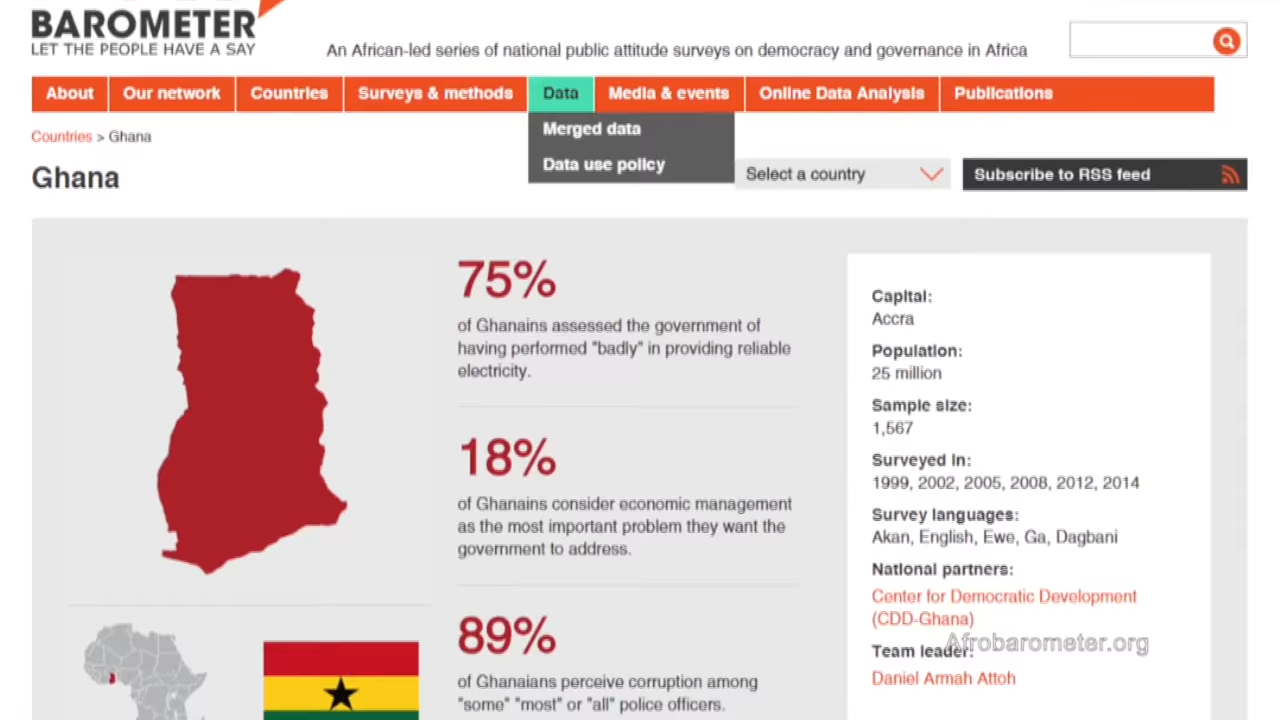 BAROMETER
LET THE PEOPLE HAVE A SAY
An African-led series of national public attitude surveys on democracy and governance in Africa
About
Our network
Countries
Surveys & methods
Data
Media & events
Online Data Analysis
Publications
Merged data
Data use policy
Countries > Ghana
Ghana
Select a country
Subscribe to RSS feed
75%
of Ghanains assessed the government of
having performed "badly" in providing reliable
electricity.
18%
of Ghanains consider economic management
as the most important problem they want the
government to address.
89%
of Ghanaians perceive corruption among
"some" "most" or "all" police officers.
Capital:
Accra
Population:
25 million
Sample size:
1,567
Surveyed in:
1999, 2002, 2005, 2008, 2012, 2014
Survey languages:
Akan, English, Ewe, Ga, Dagbani
National partners:
Center for Democratic Development
(CDD-Ghana)
Afrobarometer.org
Team leader:
Daniel Armah Attoh